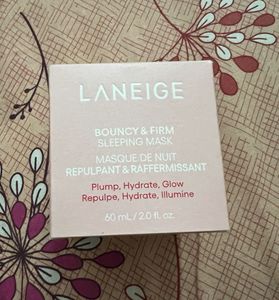 LANEIGE
BOUNCY & FIRM
SLEEPING MASK
MASQUE DE NUIT
REPULPANT & RAFFERMISSANT
Plump, Hydrate, Glow
Repulpe, Hydrate, Illumine
60 mL / 2.0 fl. oz.